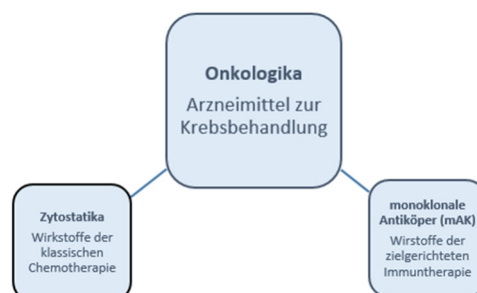 Onkologika
Arzneimittel zur
Krebsbehandlung
Zytostatika
Wirkstoffe der
klassischen
Chemotherapie
monoklonale
Antiköper (mAK)
Wirstoffe der
zielgerichteten
Immuntherapie